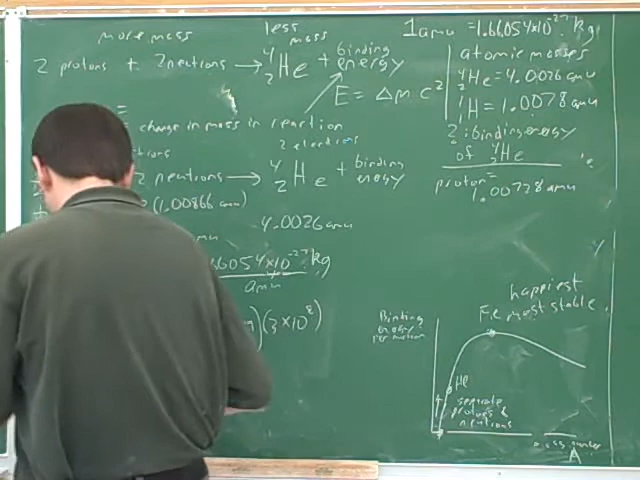 more mass
less mass
2 protons + 2 neutrons → ⁴₂He + binding energy
E = Δm c²
=
change in mass in reaction
2 electrons
2 neutrons → ⁴₂He + binding energy
(1.00866 amu)
4.0026 amu
66054×10⁻²⁷ kg
amu
)(3×10⁸)
1 amu = 1.66054×10⁻²⁷ kg
atomic masses
⁴₂He = 4.0026 amu
¹₁H = 1.0078 amu
2: binding energy
of ⁴₂He
proton =
1.00728 amu
happiest
Fe most stable
Binding
energy
per nucleon
He
separate
protons &
neutrons
mass number
A